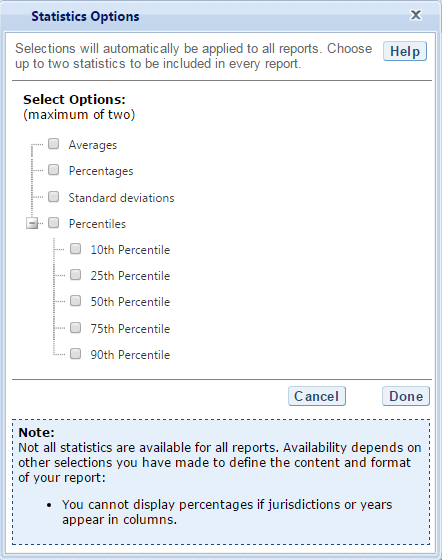 Statistics Options
Selections will automatically be applied to all reports. Choose
up to two statistics to be included in every report.
Help
Select Options:
(maximum of two)
Averages
Percentages
Standard deviations
Percentiles
10th Percentile
25th Percentile
50th Percentile
75th Percentile
90th Percentile
Cancel
Done
Note:
Not all statistics are available for all reports. Availability depends on
other selections you have made to define the content and format
of your report:
• You cannot display percentages if jurisdictions or years
appear in columns.